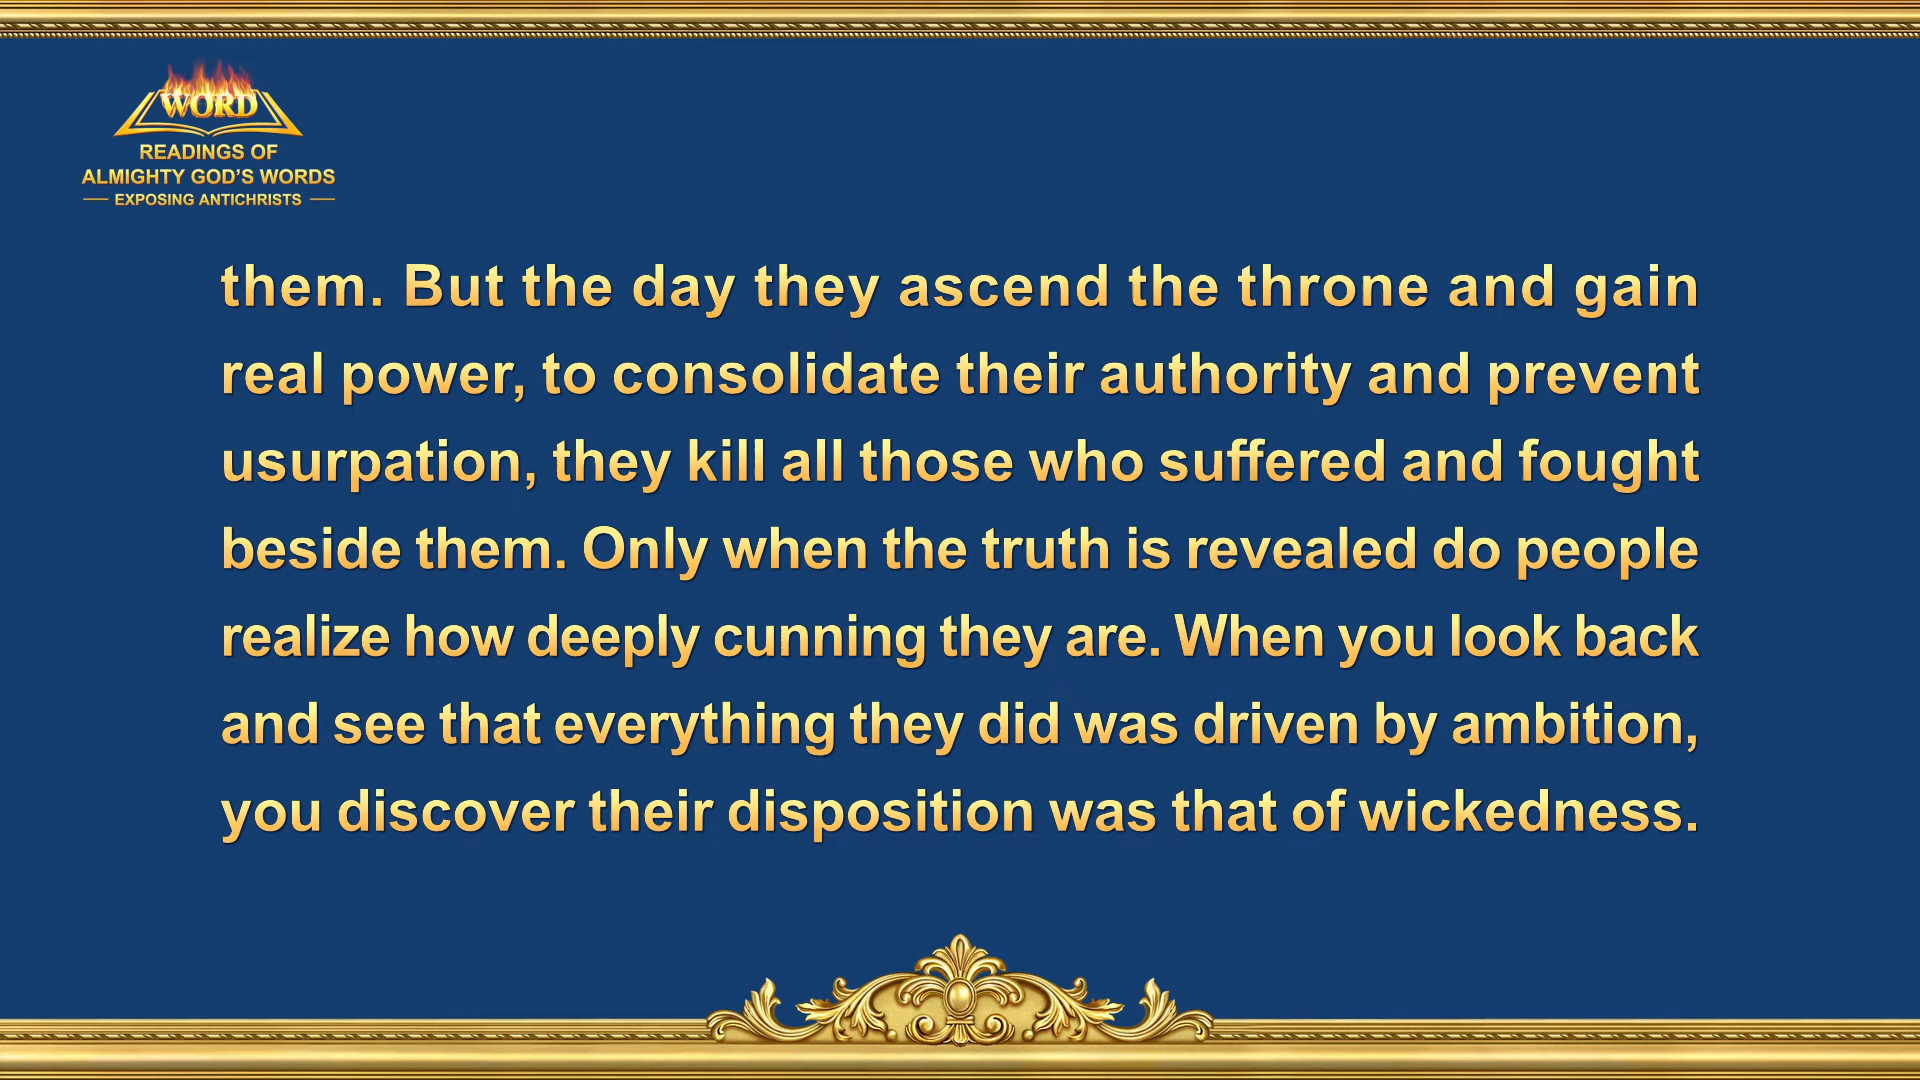 WORD
READINGS OF
ALMIGHTY GOD'S WORDS
EXPOSING ANTICHRISTS
them. But the day they ascend the throne and gain
real power, to consolidate their authority and prevent
usurpation, they kill all those who suffered and fought
beside them. Only when the truth is revealed do people
realize how deeply cunning they are. When you look back
and see that everything they did was driven by ambition,
you discover their disposition was that of wickedness.